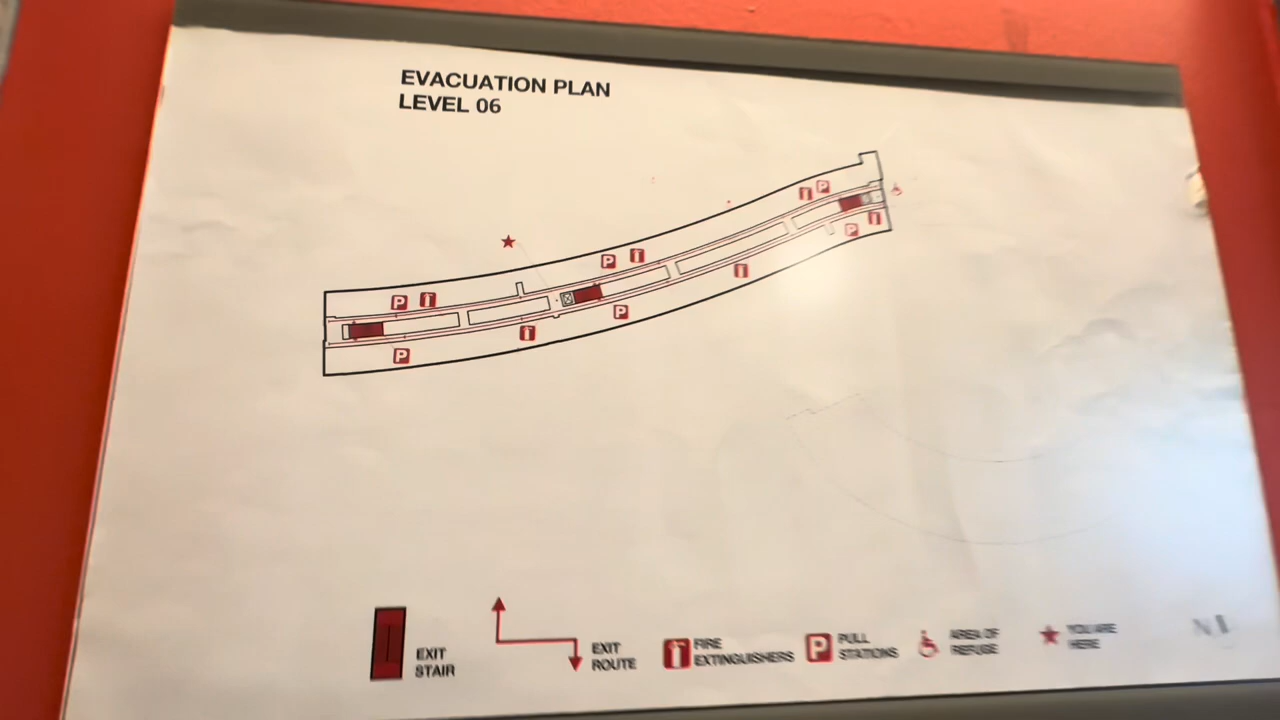 EVACUATION PLAN
LEVEL 06
P
P
P
P
P
P
EXIT
STAIR
EXIT
ROUTE
FIRE
EXTINGUISHERS
P
PULL
STATIONS
AREA OF
REFUGE
YOU ARE
HERE